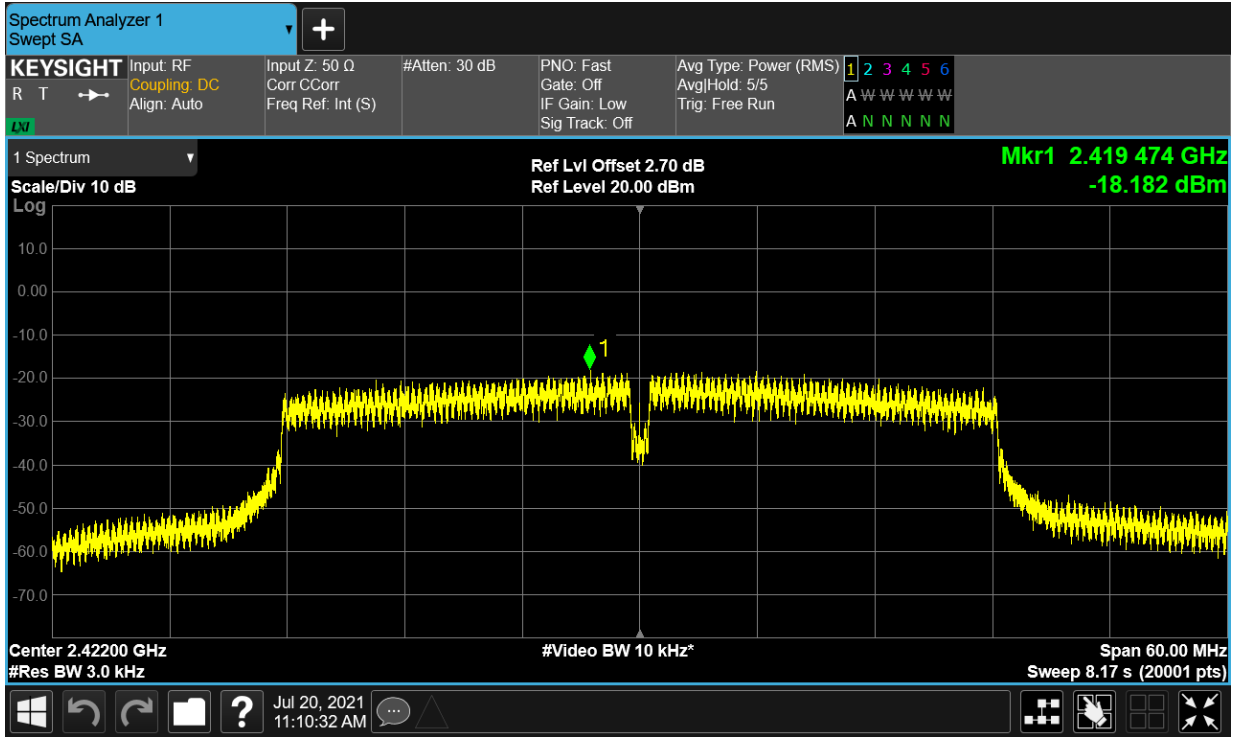 Spectrum Analyzer 1
Swept SA
+
KEYSIGHT
R T
LXI
Input: RF
Coupling: DC
Align: Auto
Input Z: 50 Ω
Corr CCorr
Freq Ref: Int (S)
#Atten: 30 dB
PNO: Fast
Gate: Off
IF Gain: Low
Sig Track: Off
Avg Type: Power (RMS)
Avg|Hold: 5/5
Trig: Free Run
1 2 3 4 5 6
A W W W W W
A N N N N N
1 Spectrum
Scale/Div 10 dB
Log
Ref Lvl Offset 2.70 dB
Ref Level 20.00 dBm
Mkr1 2.419 474 GHz
-18.182 dBm
10.0
0.00
-10.0
1
-20.0
-30.0
-40.0
-50.0
-60.0
-70.0
Center 2.42200 GHz
#Res BW 3.0 kHz
#Video BW 10 kHz*
Span 60.00 MHz
Sweep 8.17 s (20001 pts)
?
Jul 20, 2021
11:10:32 AM